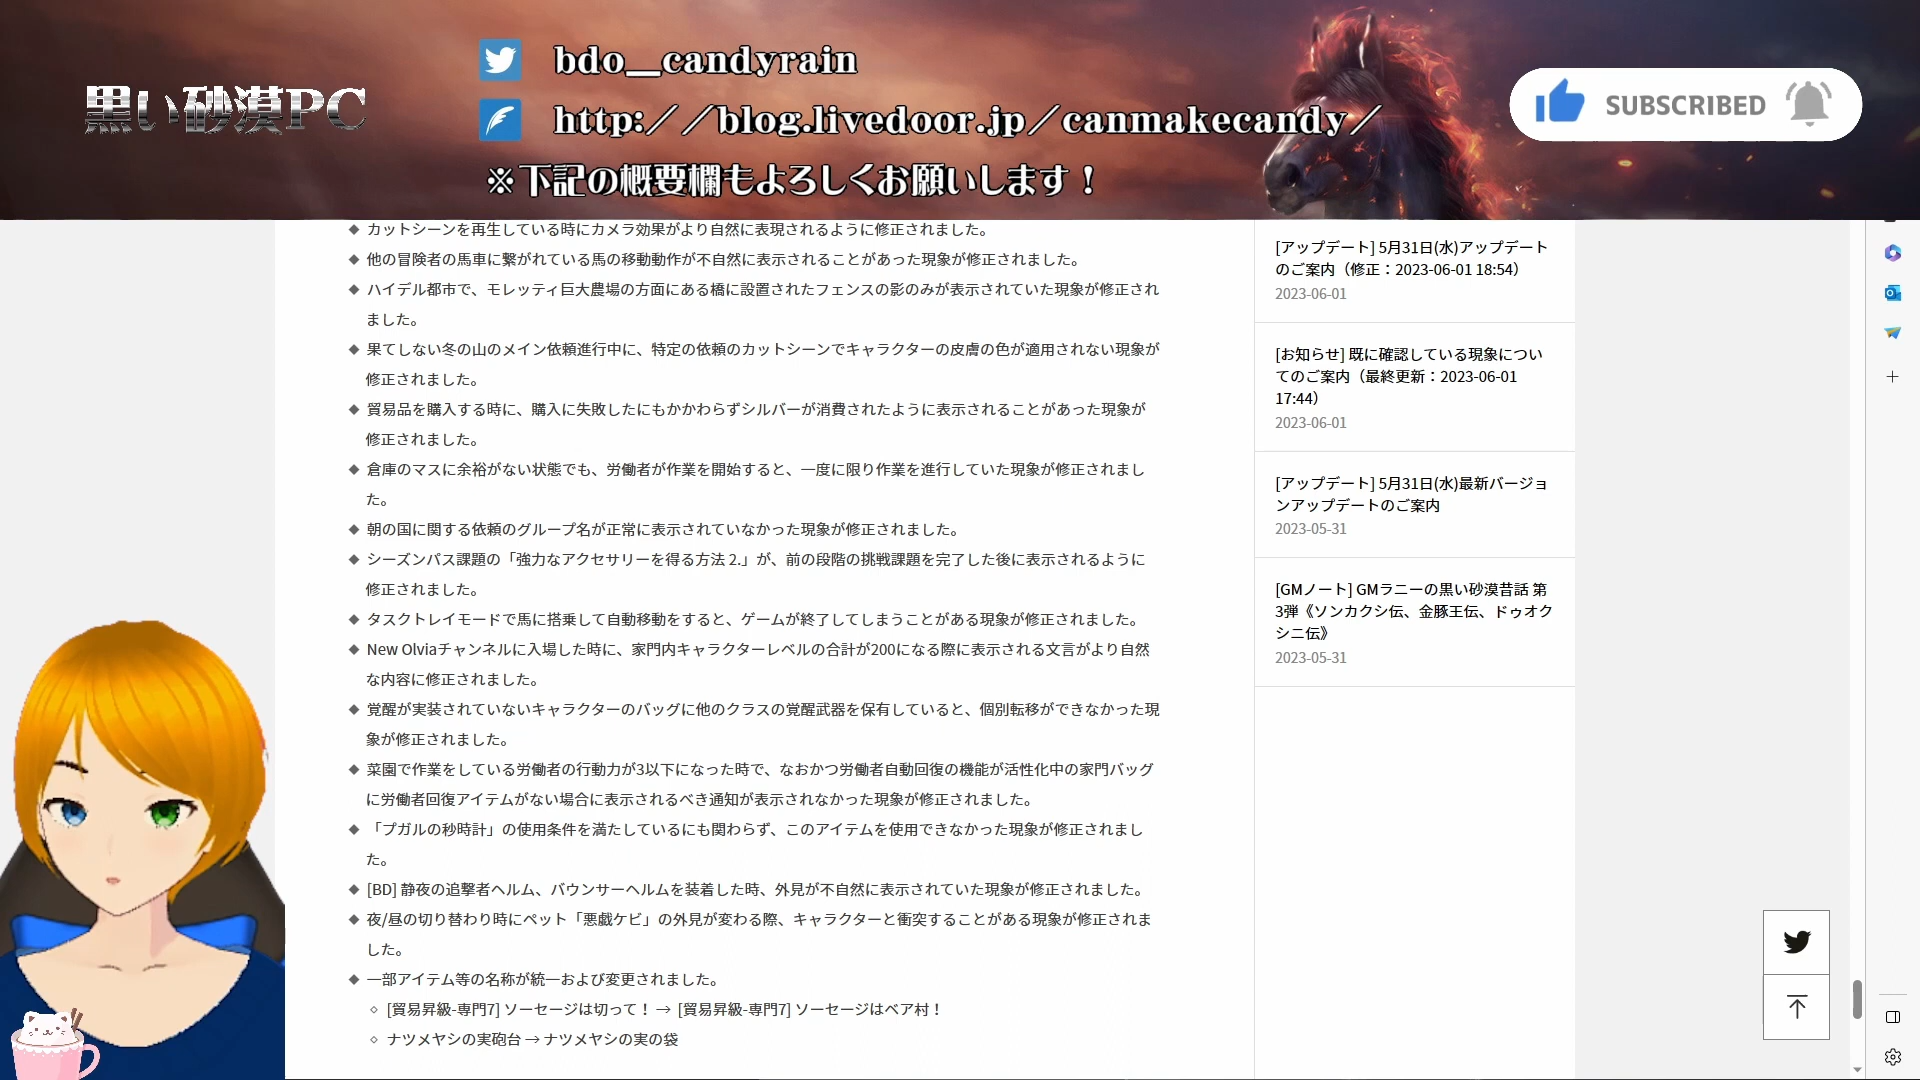 黒い砂漠PC
bdo__candyrain
http://blog.livedoor.jp/canmakecandy/
※下記の概要欄もよろしくお願いします！
SUBSCRIBED
◆ カットシーンを再生している時にカメラ効果がより自然に表現されるように修正されました。
◆ 他の冒険者の馬車に繋がれている馬の移動動作が不自然に表示されることがあった現象が修正されました。
◆ ハイデル都市で、モレッティ巨大農場の方面にある橋に設置されたフェンスの影のみが表示されていた現象が修正され
ました。
◆ 果てしない冬の山のメイン依頼進行中に、特定の依頼のカットシーンでキャラクターの皮膚の色が適用されない現象が
修正されました。
◆ 貿易品を購入する時に、購入に失敗したにもかかわらずシルバーが消費されたように表示されることがあった現象が
修正されました。
◆ 倉庫のマスに余裕がない状態でも、労働者が作業を開始すると、一度に限り作業を進行していた現象が修正されまし
た。
◆ 朝の国に関する依頼のグループ名が正常に表示されていなかった現象が修正されました。
◆ シーズンパス課題の「強力なアクセサリーを得る方法 2.」が、前の段階の挑戦課題を完了した後に表示されるように
修正されました。
◆ タスクトレイモードで馬に搭乗して自動移動をすると、ゲームが終了してしまうことがある現象が修正されました。
◆ New Olviaチャンネルに入場した時に、家門内キャラクターレベルの合計が200になる際に表示される文言がより自然
な内容に修正されました。
◆ 覚醒が実装されていないキャラクターのバッグに他のクラスの覚醒武器を保有していると、個別転移ができなかった現
象が修正されました。
◆ 菜園で作業をしている労働者の行動力が3以下になった時で、なおかつ労働者自動回復の機能が活性化中の家門バッグ
に労働者回復アイテムがない場合に表示されるべき通知が表示されなかった現象が修正されました。
◆ 「プガルの秒時計」の使用条件を満たしているにも関わらず、このアイテムを使用できなかった現象が修正されまし
た。
◆ [BD] 静夜の追撃者ヘルム、バウンサーヘルムを装着した時、外見が不自然に表示されていた現象が修正されました。
◆ 夜/昼の切り替わり時にペット「悪戯ケビ」の外見が変わる際、キャラクターと衝突することがある現象が修正されま
した。
◆ 一部アイテム等の名称が統一および変更されました。
◇ [貿易昇級-専門7] ソーセージは切って！ → [貿易昇級-専門7] ソーセージはベア村！
◇ ナツメヤシの実砲台 → ナツメヤシの実の袋
[アップデート] 5月31日(水)アップデート
のご案内（修正：2023-06-01 18:54）
2023-06-01
[お知らせ] 既に確認している現象につい
てのご案内（最終更新：2023-06-01
17:44）
2023-06-01
[アップデート] 5月31日(水)最新バージョ
ンアップデートのご案内
2023-05-31
[GMノート] GMラニーの黒い砂漠昔話 第
3弾《ソンカクシ伝、金豚王伝、ドゥオク
シニ伝》
2023-05-31